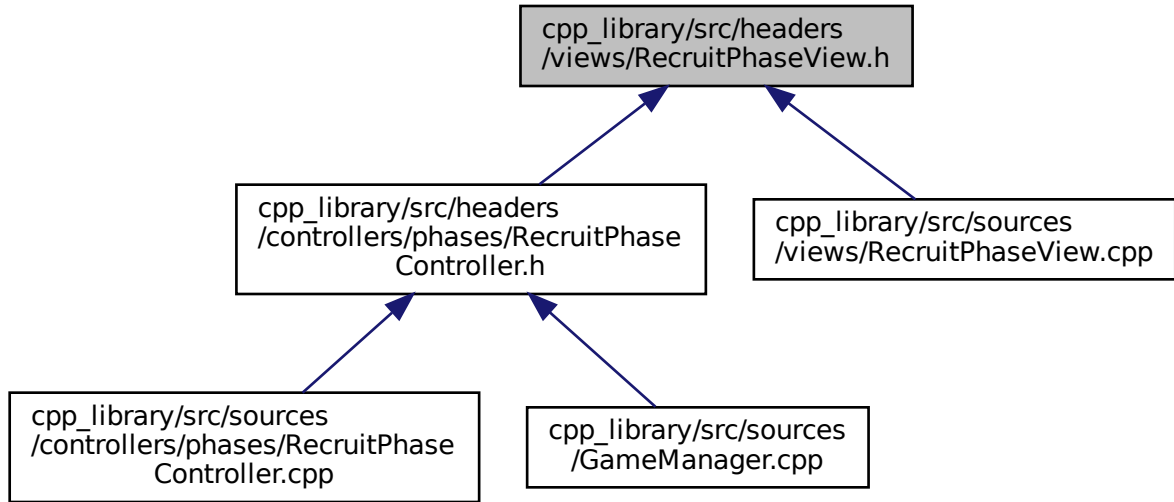 cpp_library/src/headers
/views/RecruitPhaseView.h
cpp_library/src/headers
/controllers/phases/RecruitPhase
Controller.h
cpp_library/src/sources
/views/RecruitPhaseView.cpp
cpp_library/src/sources
/controllers/phases/RecruitPhase
Controller.cpp
cpp_library/src/sources
/GameManager.cpp